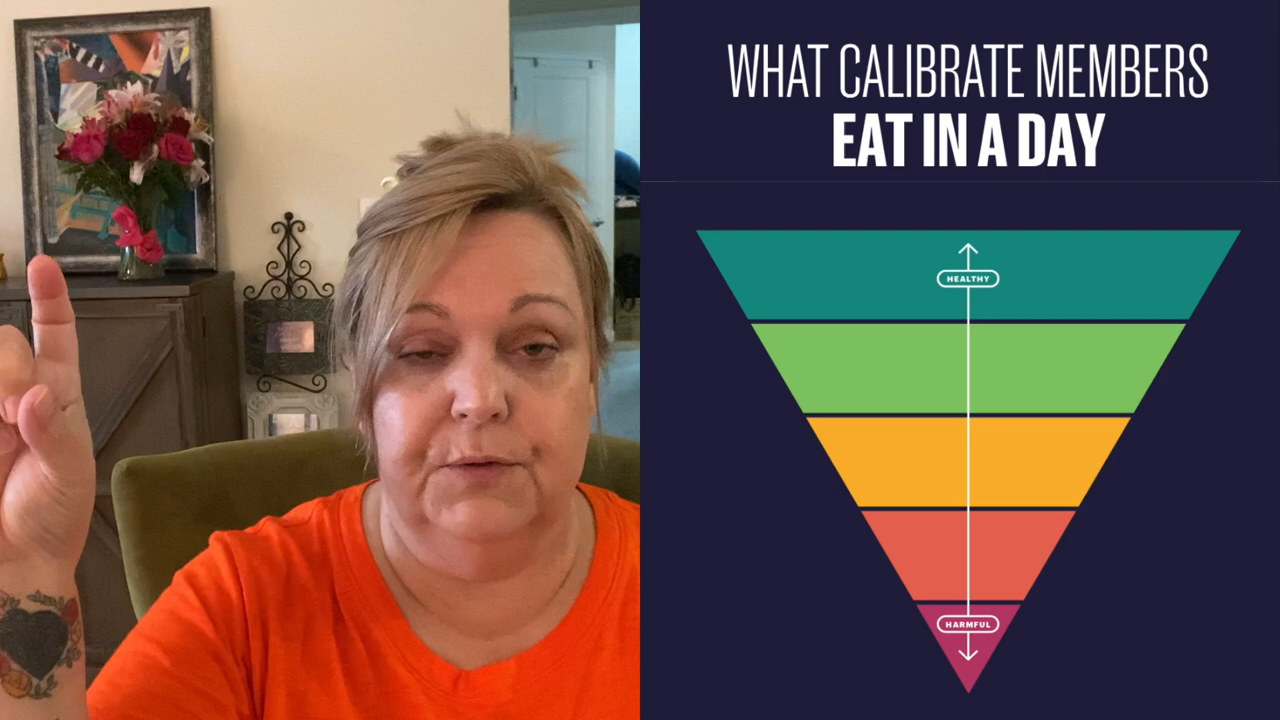 WHAT CALIBRATE MEMBERS
EAT IN A DAY
HEALTHY
HARMFUL